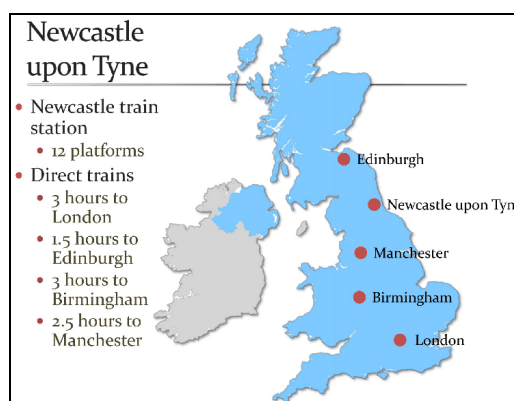 Newcastle
upon Tyne
Newcastle train
station
12 platforms
Direct trains
3 hours to
London
1.5 hours to
Edinburgh
3 hours to
Birmingham
2.5 hours to
Manchester
Edinburgh
Newcastle upon Tyn
Manchester
Birmingham
London